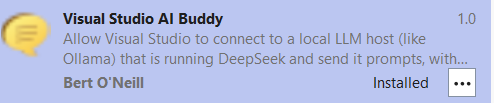 Visual Studio AI Buddy 1.0
Allow Visual Studio to connect to a local LLM host (like
Ollama) that is running DeepSeek and send it prompts, with...
Bert O'Neill Installed ...